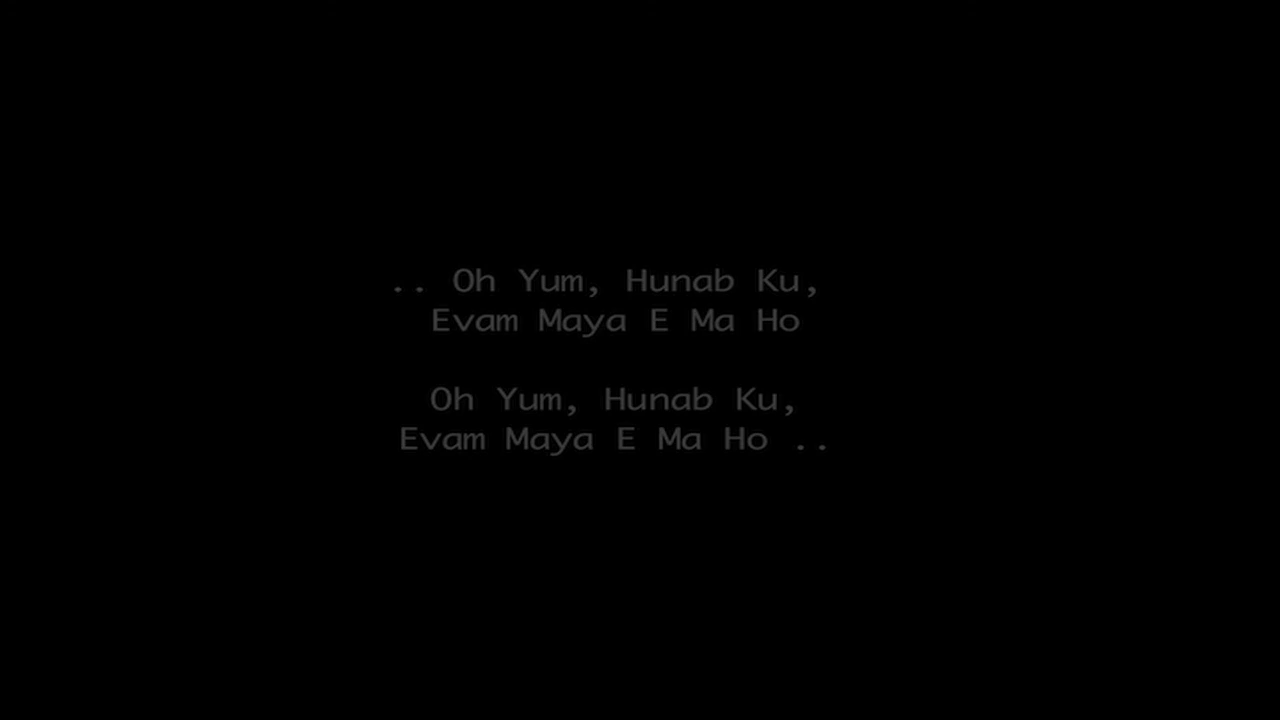 .. Oh Yum, Hunab Ku,
Evam Maya E Ma Ho
Oh Yum, Hunab Ku,
Evam Maya E Ma Ho ..